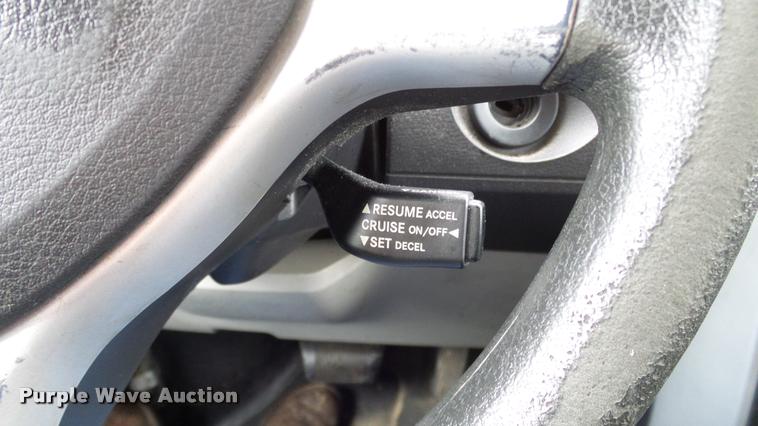 ▲RESUME ACCEL
CRUISE ON/OFF◄
▼SET DECEL
Purple Wave Auction®